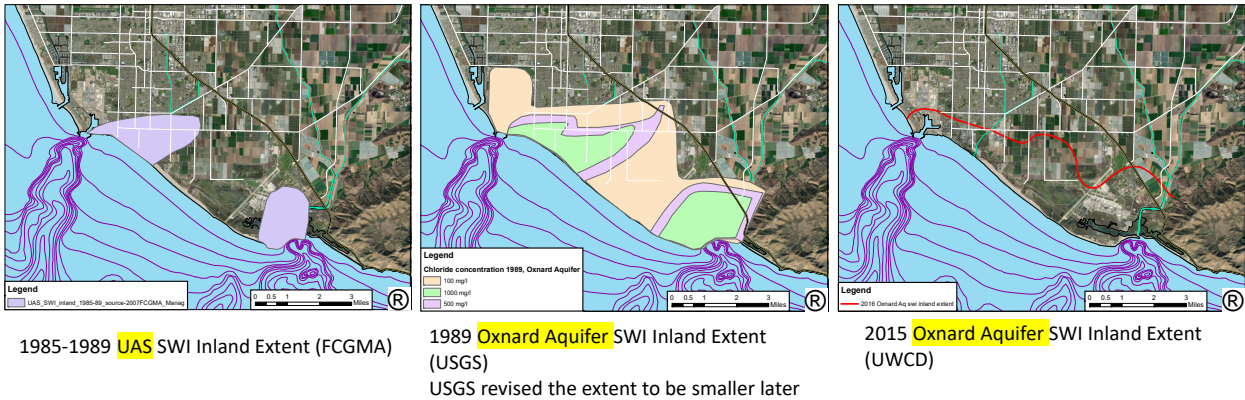 Legend
UAS_SWI_inland_1985-89_source-2007FCGMA_Manag
0 0.5 1 2 3
Miles
®
1985-1989 UAS SWI Inland Extent (FCGMA)
Legend
Chloride concentration 1989, Oxnard Aquifer
100 mg/l
1000 mg/l
500 mg/l
0 0.5 1 2 3
Miles
®
1989 Oxnard Aquifer SWI Inland Extent
(USGS)
USGS revised the extent to be smaller later
Legend
2016 Oxnard Aq swi inland extent
0 0.5 1 2 3
Miles
®
2015 Oxnard Aquifer SWI Inland Extent
(UWCD)